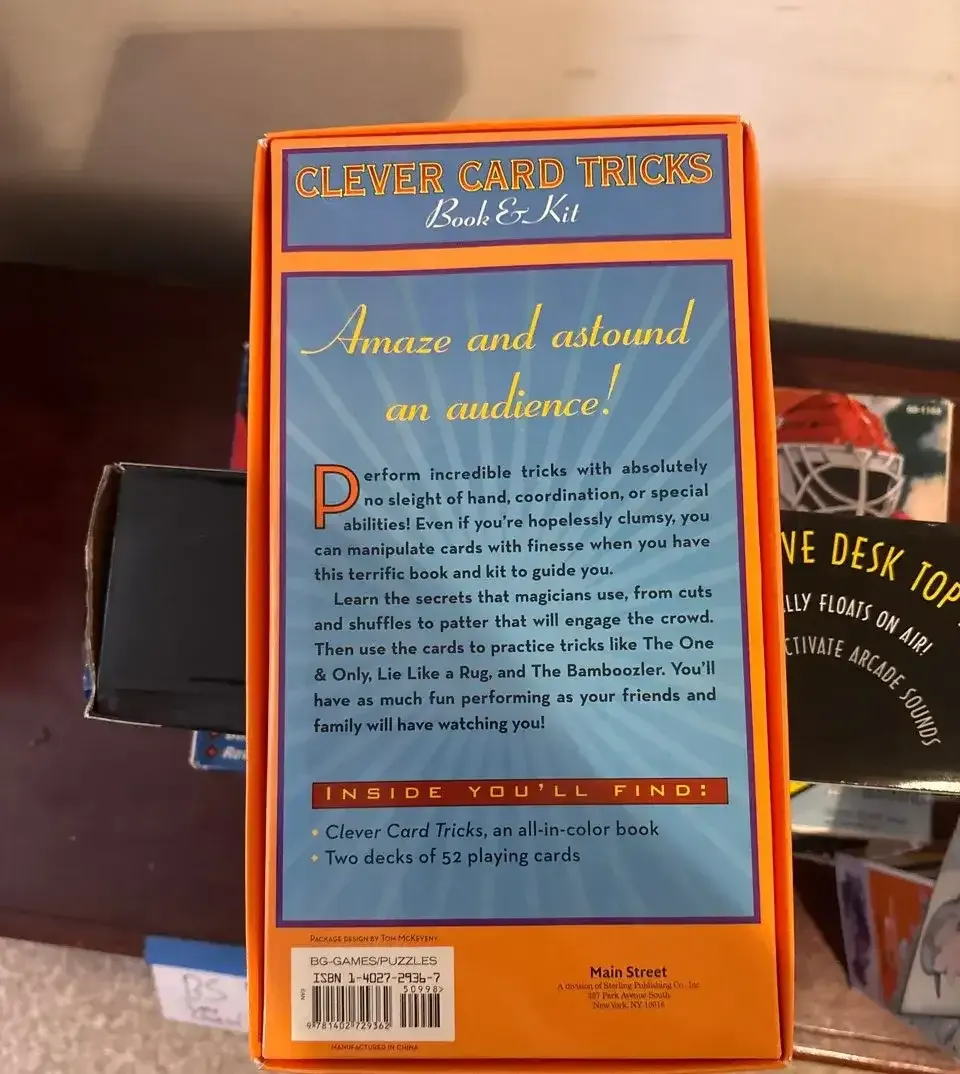 CLEVER CARD TRICKS
Book & Kit
Amaze and astound
an audience!
Perform incredible tricks with absolutely
no sleight of hand, coordination, or special
abilities! Even if you're hopelessly clumsy, you
can manipulate cards with finesse when you have
this terrific book and kit to guide you.
Learn the secrets that magicians use, from cuts
and shuffles to patter that will engage the crowd.
Then use the cards to practice tricks like The One
& Only, Lie Like a Rug, and The Bamboozler. You'll
have as much fun performing as your friends and
family will have watching you!
INSIDE YOU'LL FIND:
• Clever Card Tricks, an all-in-color book
• Two decks of 52 playing cards
PACKAGE DESIGN BY TOM MCKEVENY
BG-GAMES/PUZZLES
ISBN 1-4027-2936-7
50998>
EAN
9 781402 729362
MANUFACTURED IN CHINA
Main Street
A division of Sterling Publishing Co., Inc.
387 Park Avenue South
New York, NY 10016
VE DESK TOP
LLY FLOATS ON AIR!
CTIVATE ARCADE SOUNDS
BS